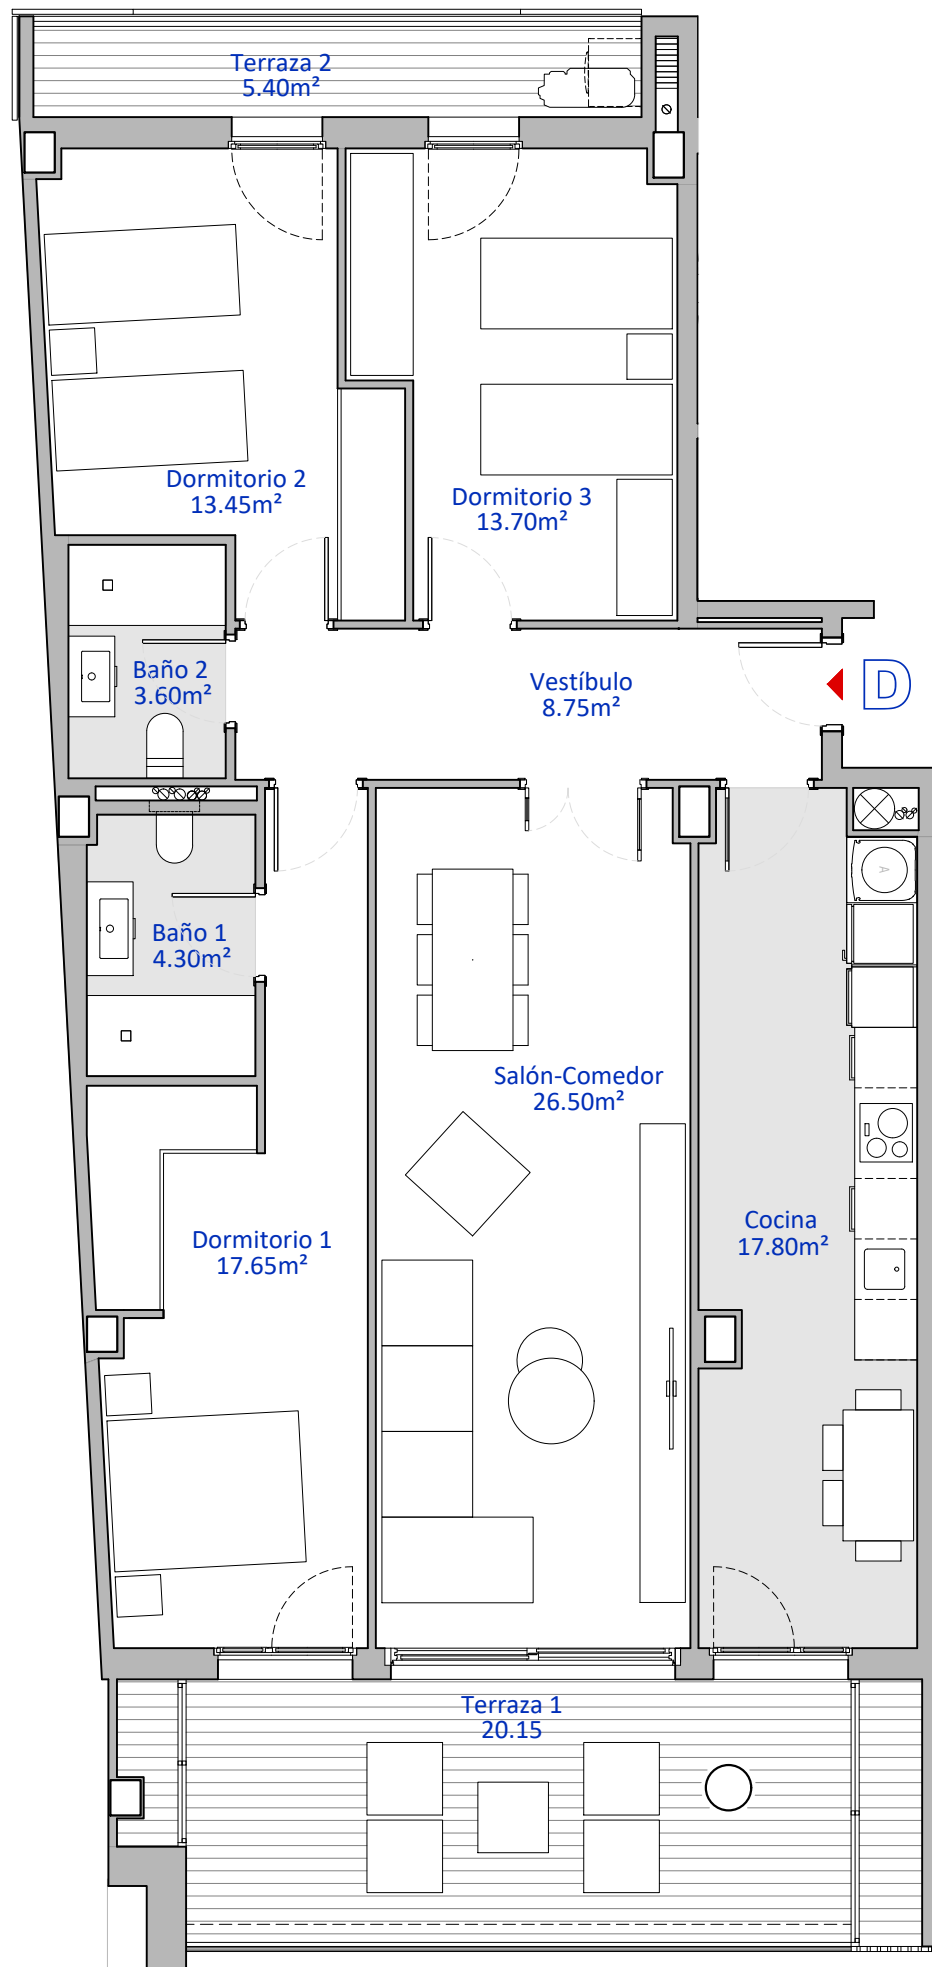 Terraza 2
5.40m²
Dormitorio 2
13.45m²
Dormitorio 3
13.70m²
Baño 2
3.60m²
Vestíbulo
8.75m²
D
Baño 1
4.30m²
A
Salón-Comedor
26.50m²
Cocina
17.80m²
Dormitorio 1
17.65m²
Terraza 1
20.15